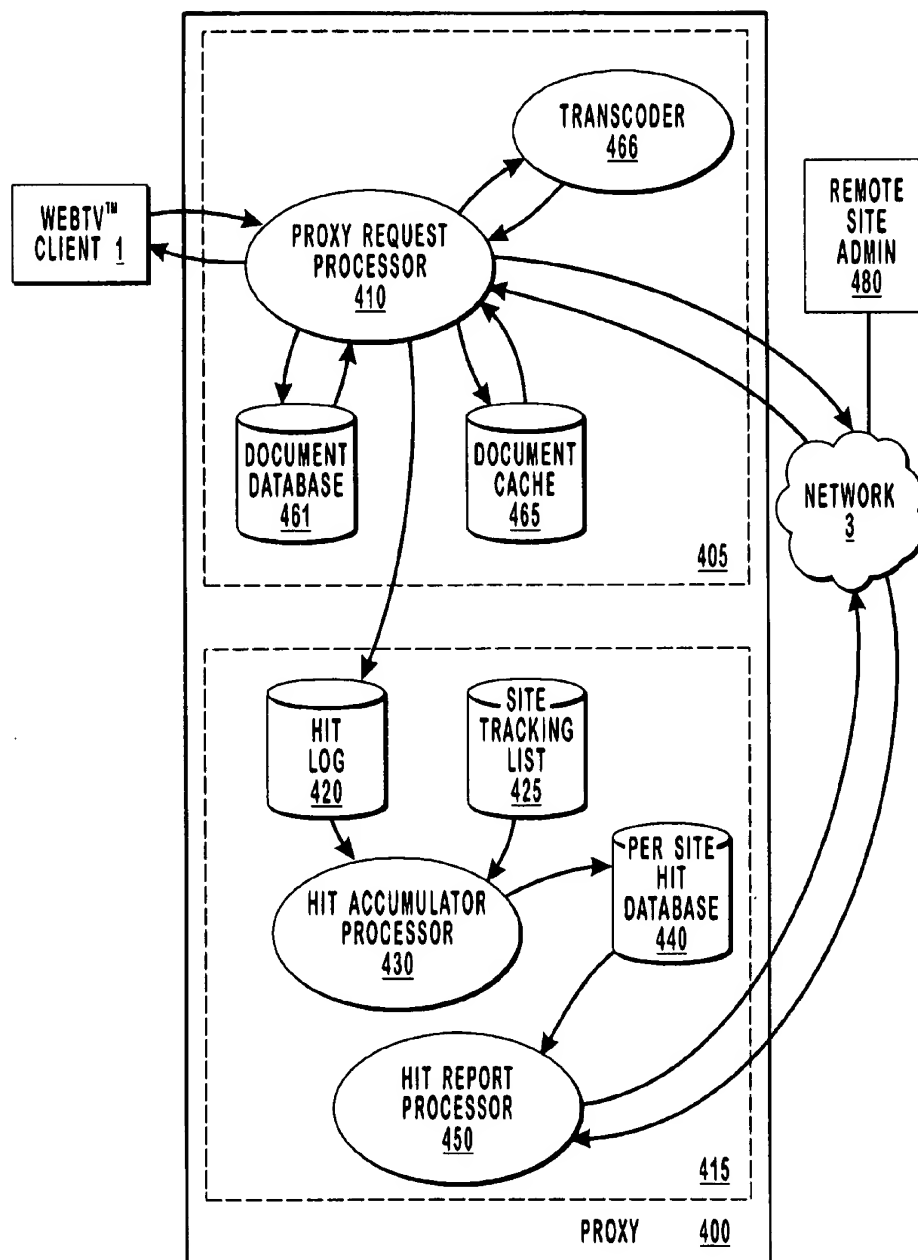 TRANSCODER
466
WEBTV™
CLIENT 1
PROXY REQUEST
PROCESSOR
410
REMOTE
SITE
ADMIN
480
DOCUMENT
DATABASE
461
DOCUMENT
CACHE
465
NETWORK
3
405
HIT
LOG
420
SITE
TRACKING
LIST
425
PER SITE
HIT
DATABASE
440
HIT ACCUMULATOR
PROCESSOR
430
HIT REPORT
PROCESSOR
450
415
PROXY 400